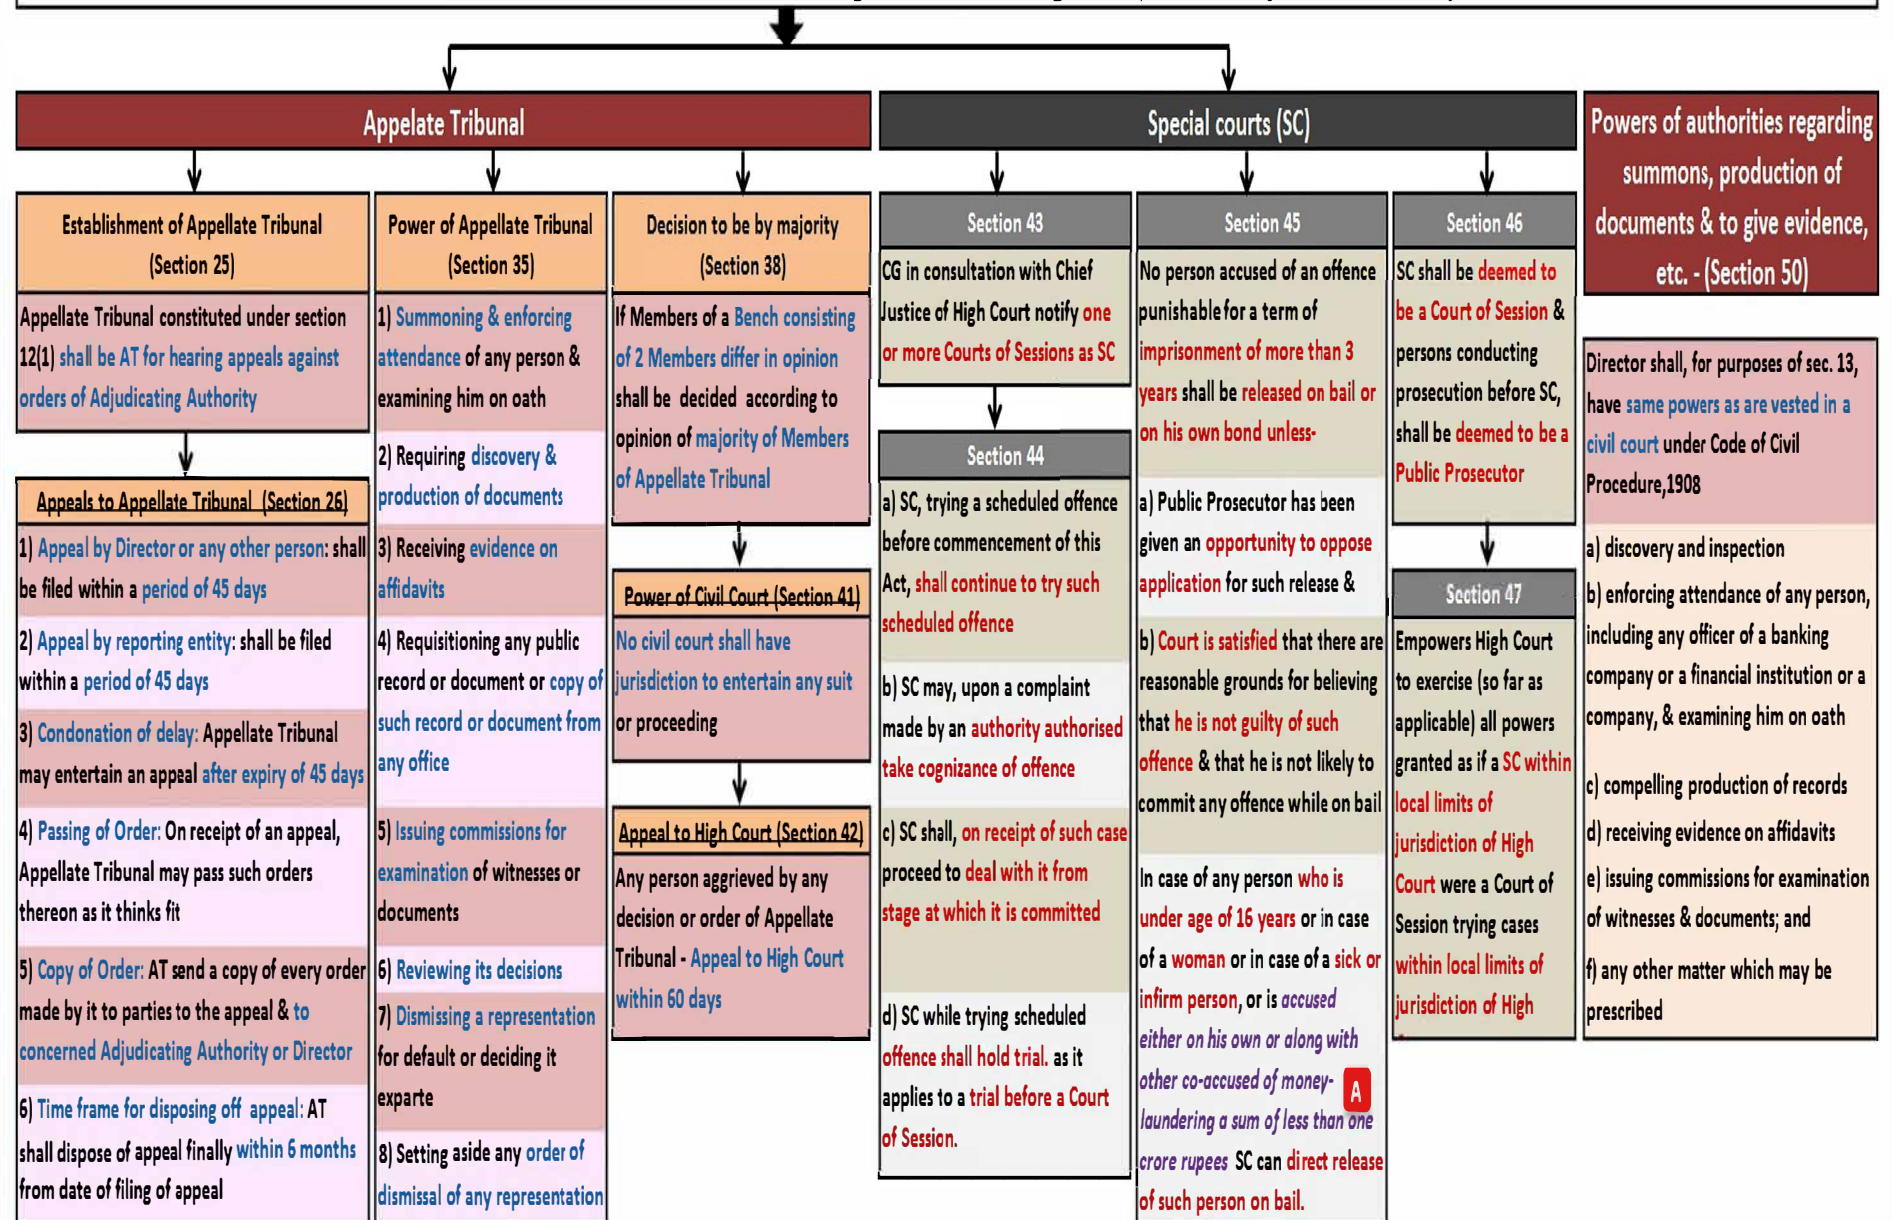 Appelate Tribunal
Establishment of Appellate Tribunal
(Section 25)
Appellate Tribunal constituted under section
12(1) shall be AT for hearing appeals against
orders of Adjudicating Authority
Appeals to Appellate Tribunal (Section 26)
1) Appeal by Director or any other person: shall
be filed within a period of 45 days
2) Appeal by reporting entity: shall be filed
within a period of 45 days
3) Condonation of delay: Appellate Tribunal
may entertain an appeal after expiry of 45 days
4) Passing of Order: On receipt of an appeal,
Appellate Tribunal may pass such orders
thereon as it thinks fit
5) Copy of Order: AT send a copy of every order
made by it to parties to the appeal & to
concerned Adjudicating Authority or Director
6) Time frame for disposing off appeal: AT
shall dispose of appeal finally within 6 months
from date of filing of appeal
Power of Appellate Tribunal
(Section 35)
1) Summoning & enforcing
attendance of any person &
examining him on oath
2) Requiring discovery &
production of documents
3) Receiving evidence on
affidavits
4) Requisitioning any public
record or document or copy of
such record or document from
any office
5) Issuing commissions for
examination of witnesses or
documents
6) Reviewing its decisions
7) Dismissing a representation
for default or deciding it
exparte
8) Setting aside any order of
dismissal of any representation
Decision to be by majority
(Section 38)
If Members of a Bench consisting
of 2 Members differ in opinion
shall be decided according to
opinion of majority of Members
of Appellate Tribunal
Power of Civil Court (Section 41)
No civil court shall have
jurisdiction to entertain any suit
or proceeding
Appeal to High Court (Section 42)
Any person aggrieved by any
decision or order of Appellate
Tribunal - Appeal to High Court
within 60 days
Special courts (SC)
Section 43
CG in consultation with Chief
Justice of High Court notify one
or more Courts of Sessions as SC
Section 44
a) SC, trying a scheduled offence
before commencement of this
Act, shall continue to try such
scheduled offence
b) SC may, upon a complaint
made by an authority authorised
take cognizance of offence
c) SC shall, on receipt of such case
proceed to deal with it from
stage at which it is committed
d) SC while trying scheduled
offence shall hold trial. as it
applies to a trial before a Court
of Session.
Section 45
No person accused of an offence
punishable for a term of
imprisonment of more than 3
years shall be released on bail or
on his own bond unless-
a) Public Prosecutor has been
given an opportunity to oppose
application for such release &
b) Court is satisfied that there are
reasonable grounds for believing
that he is not guilty of such
offence & that he is not likely to
commit any offence while on bail
In case of any person who is
under age of 16 years or in case
of a woman or in case of a sick or
infirm person, or is accused
either on his own or along with
other co-accused of money-
A
laundering a sum of less than one
crore rupees SC can direct release
of such person on bail.
Section 46
SC shall be deemed to
be a Court of Session &
persons conducting
prosecution before SC,
shall be deemed to be a
Public Prosecutor
Section 47
Empowers High Court
to exercise (so far as
applicable) all powers
granted as if a SC within
local limits of
jurisdiction of High
Court were a Court of
Session trying cases
within local limits of
jurisdiction of High
Powers of authorities regarding
summons, production of
documents & to give evidence,
etc. - (Section 50)
Director shall, for purposes of sec. 13,
have same powers as are vested in a
civil court under Code of Civil
Procedure,1908
a) discovery and inspection
b) enforcing attendance of any person,
including any officer of a banking
company or a financial institution or a
company, & examining him on oath
c) compelling production of records
d) receiving evidence on affidavits
e) issuing commissions for examination
of witnesses & documents; and
f) any other matter which may be
prescribed